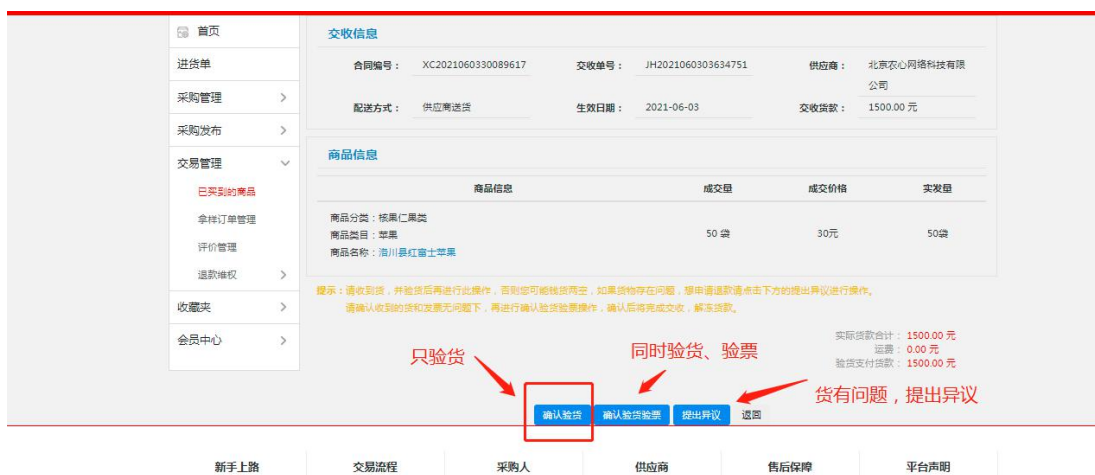 首页
进货单
采购管理
采购发布
交易管理
已买到的商品
拿样订单管理
评价管理
退款维权
收藏夹
会员中心
交收信息
合同编号： XC2021060330089617 交收单号： JH2021060303634751 供应商： 北京农心网络科技有限
公司
配送方式： 供应商送货 生效日期： 2021-06-03 交收货款： 1500.00 元
商品信息
商品信息 成交量 成交价格 实发量
商品分类：核果仁果类
商品类目：苹果 50 袋 30元 50袋
商品名称：洛川县红富士苹果
提示：请收到货，并验货后再进行此操作，否则您可能钱货两空，如果货物存在问题，想申请退款请点击下方的提出异议进行操作。
请确认收到的货和发票无问题下，再进行确认验货验票操作，确认后将完成交收，解冻货款。
实际货款合计： 1500.00 元
运费： 0.00 元
验货支付货款： 1500.00 元
只验货
同时验货、验票
货有问题，提出异议
确认验货 确认验货验票 提出异议 返回
新手上路 交易流程 采购人 供应商 售后保障 平台声明